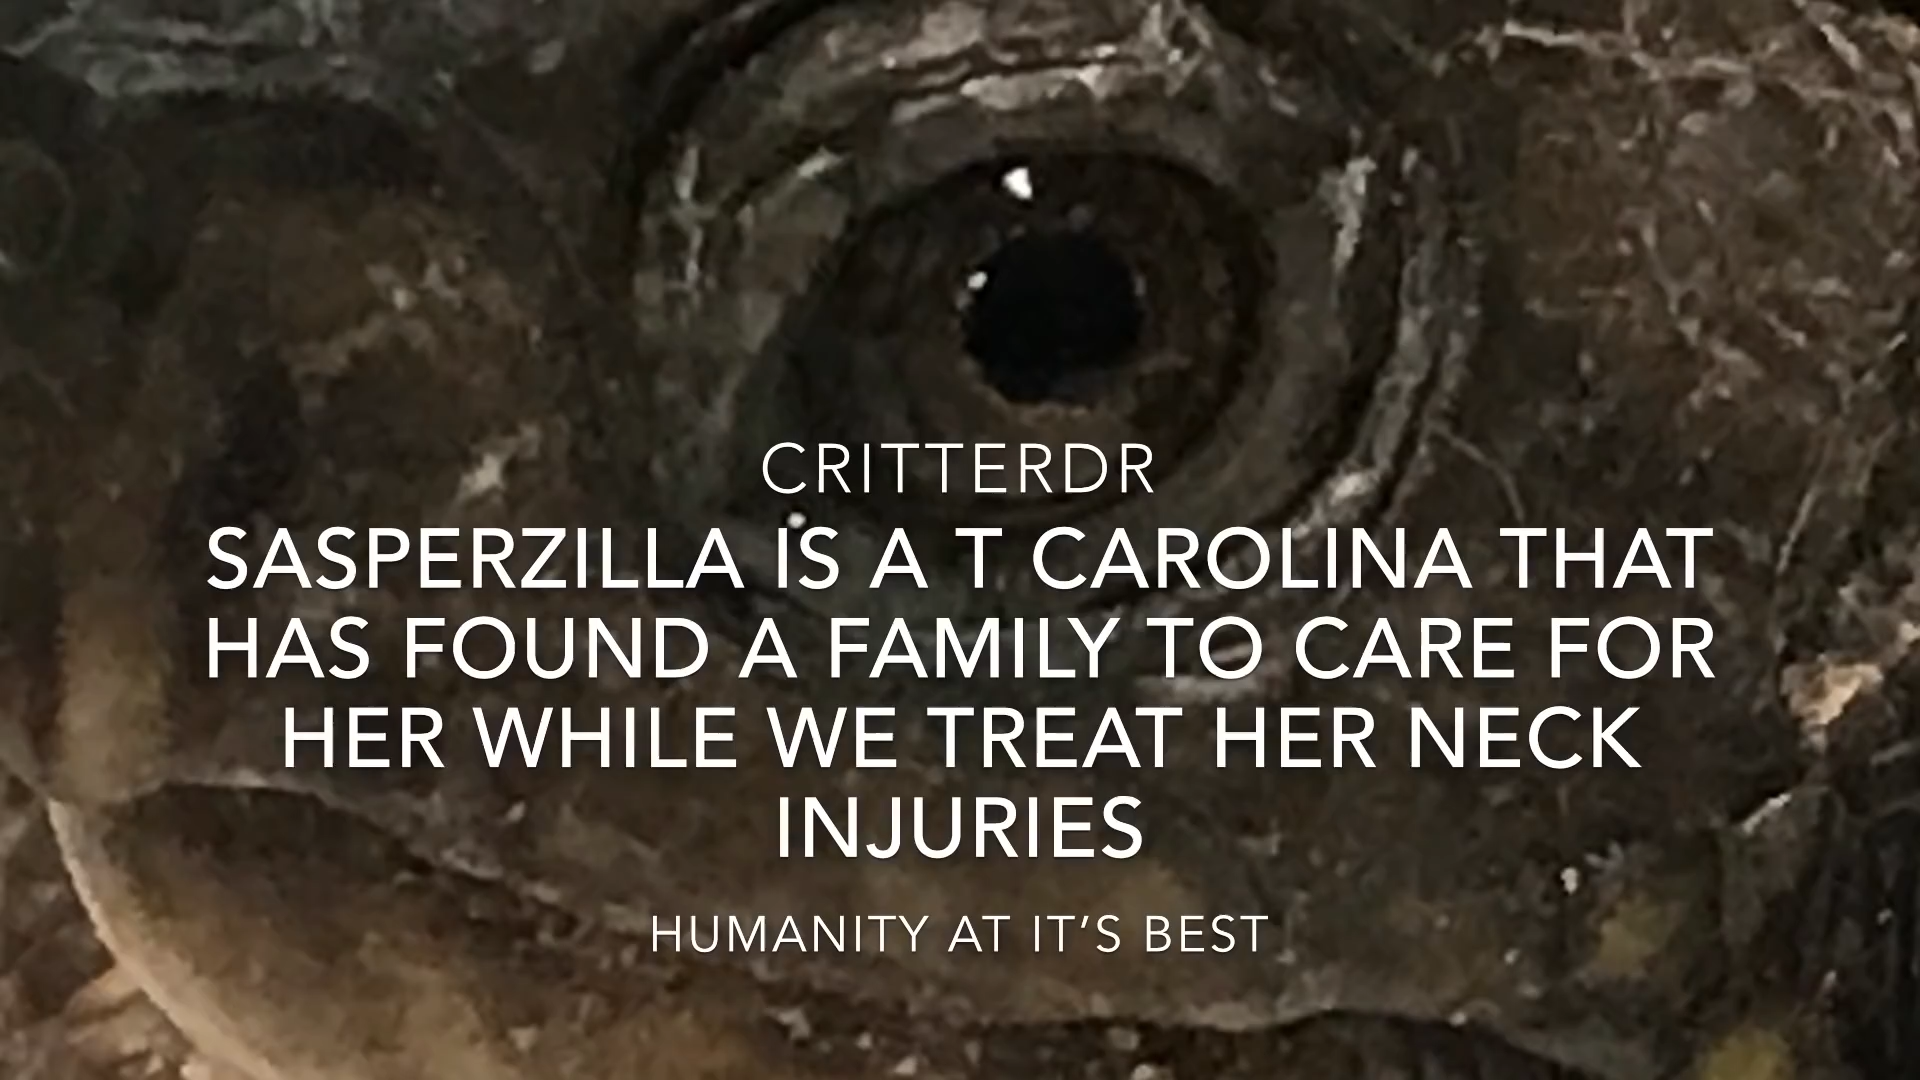 CRITTERDR
SASPERZILLA IS A T CAROLINA THAT
HAS FOUND A FAMILY TO CARE FOR
HER WHILE WE TREAT HER NECK
INJURIES
HUMANITY AT IT’S BEST